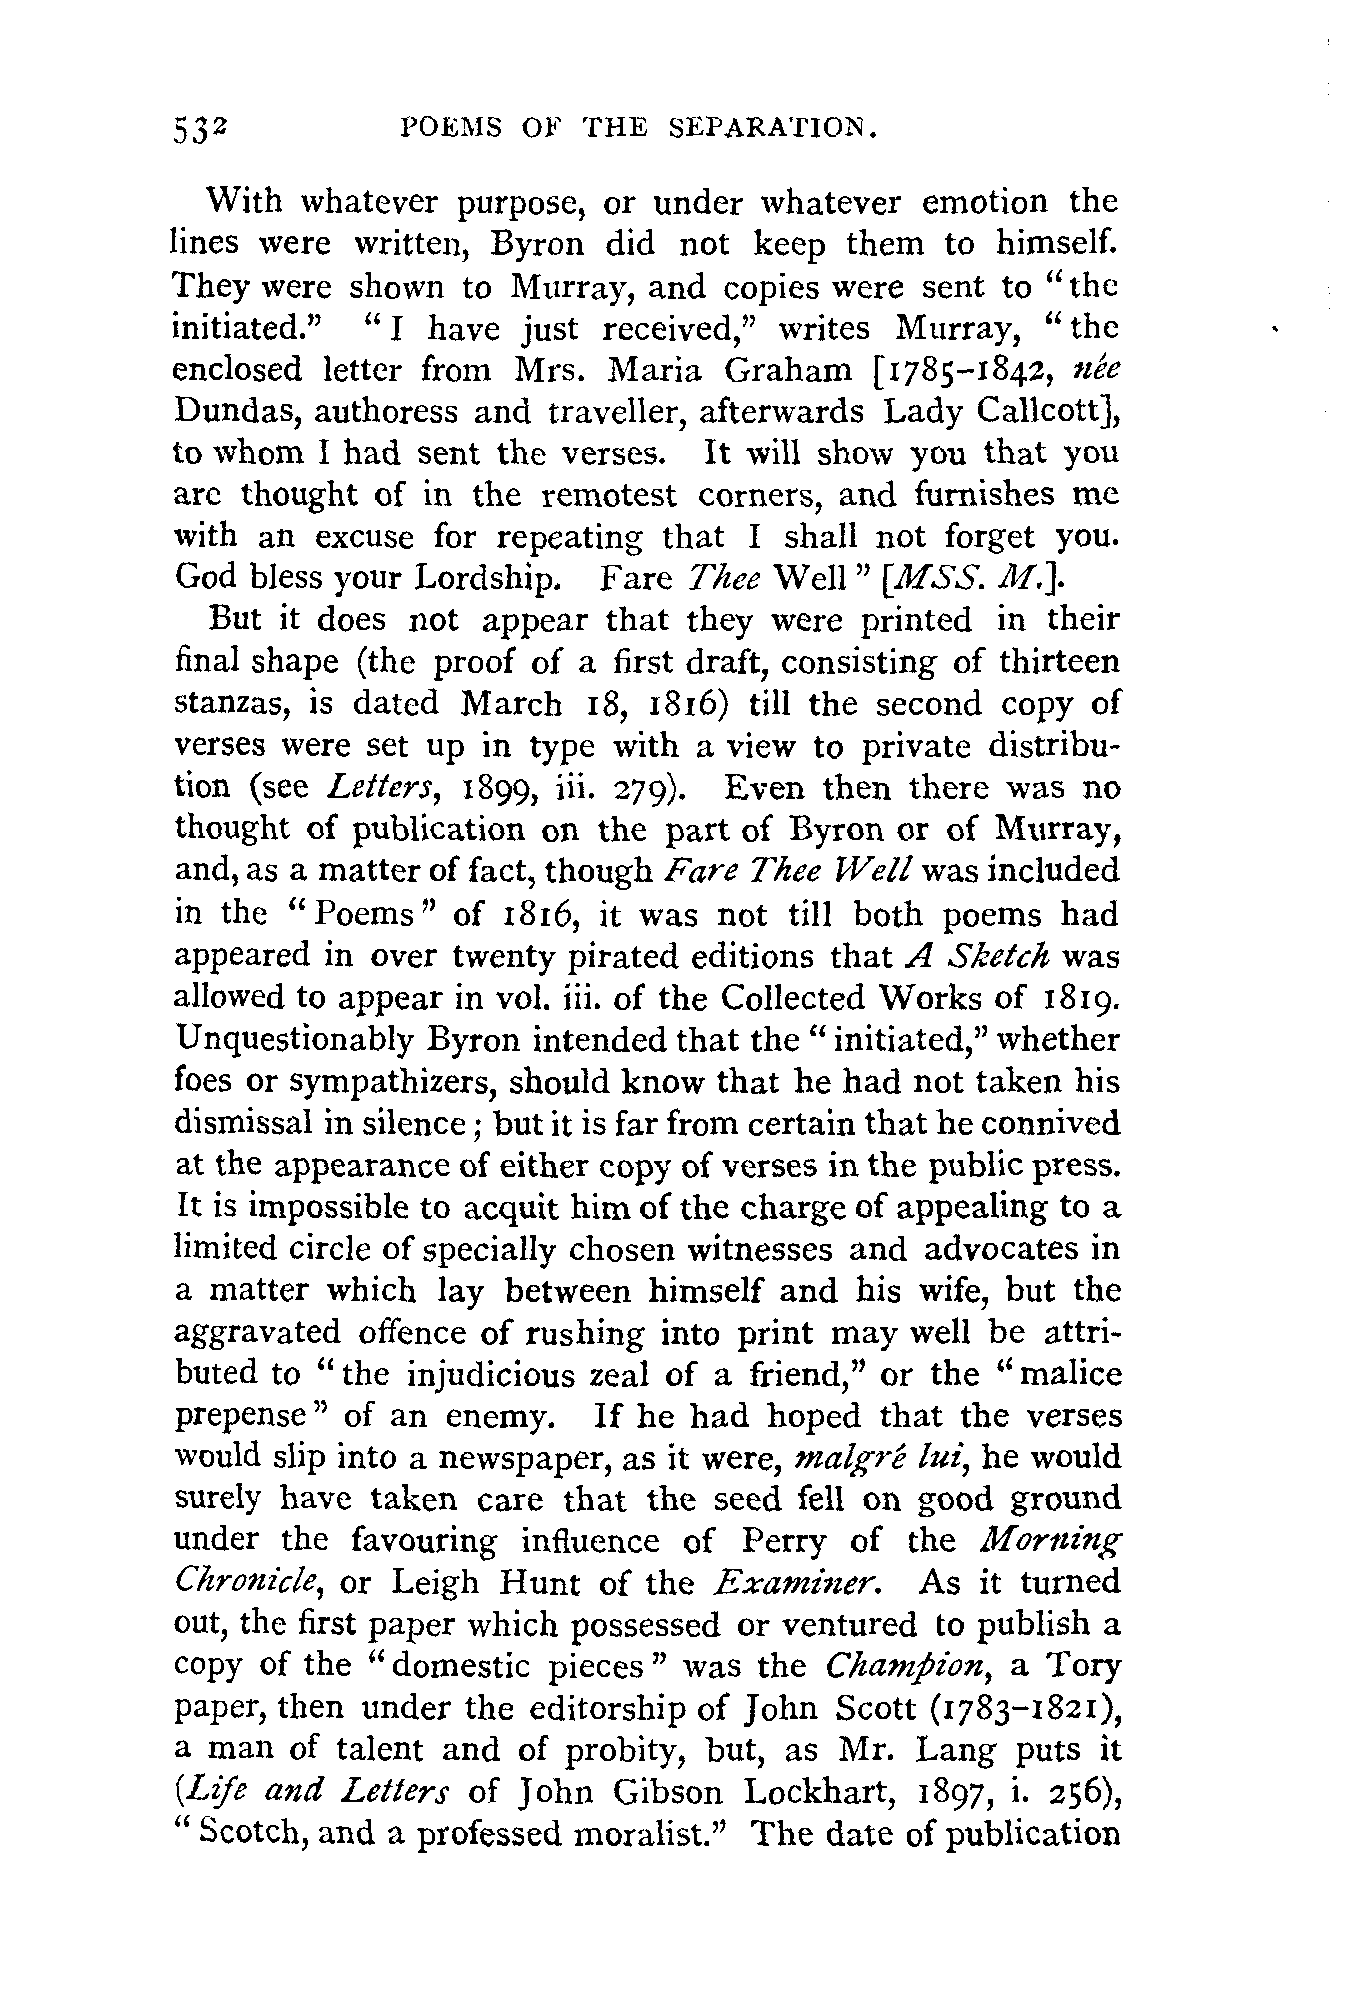 532 POEMS OF THE SEPARATION.
With whatever purpose, or under whatever emotion the
lines were written, Byron did not keep them to himself.
They were shown to Murray, and copies were sent to “the
initiated.” “I have just received,” writes Murray, “the
enclosed letter from Mrs. Maria Graham [1785–1842, née
Dundas, authoress and traveller, afterwards Lady Callcott],
to whom I had sent the verses. It will show you that you
are thought of in the remotest corners, and furnishes me
with an excuse for repeating that I shall not forget you.
God bless your Lordship. Fare Thee Well” [MSS. M.].
But it does not appear that they were printed in their
final shape (the proof of a first draft, consisting of thirteen
stanzas, is dated March 18, 1816) till the second copy of
verses were set up in type with a view to private distribu-
tion (see Letters, 1899, iii. 279). Even then there was no
thought of publication on the part of Byron or of Murray,
and, as a matter of fact, though Fare Thee Well was included
in the “Poems” of 1816, it was not till both poems had
appeared in over twenty pirated editions that A Sketch was
allowed to appear in vol. iii. of the Collected Works of 1819.
Unquestionably Byron intended that the “initiated,” whether
foes or sympathizers, should know that he had not taken his
dismissal in silence; but it is far from certain that he connived
at the appearance of either copy of verses in the public press.
It is impossible to acquit him of the charge of appealing to a
limited circle of specially chosen witnesses and advocates in
a matter which lay between himself and his wife, but the
aggravated offence of rushing into print may well be attri-
buted to “the injudicious zeal of a friend,” or the “malice
prepense” of an enemy. If he had hoped that the verses
would slip into a newspaper, as it were, malgré lui, he would
surely have taken care that the seed fell on good ground
under the favouring influence of Perry of the Morning
Chronicle, or Leigh Hunt of the Examiner. As it turned
out, the first paper which possessed or ventured to publish a
copy of the “domestic pieces” was the Champion, a Tory
paper, then under the editorship of John Scott (1783–1821),
a man of talent and of probity, but, as Mr. Lang puts it
(Life and Letters of John Gibson Lockhart, 1897, i. 256),
“Scotch, and a professed moralist.” The date of publication